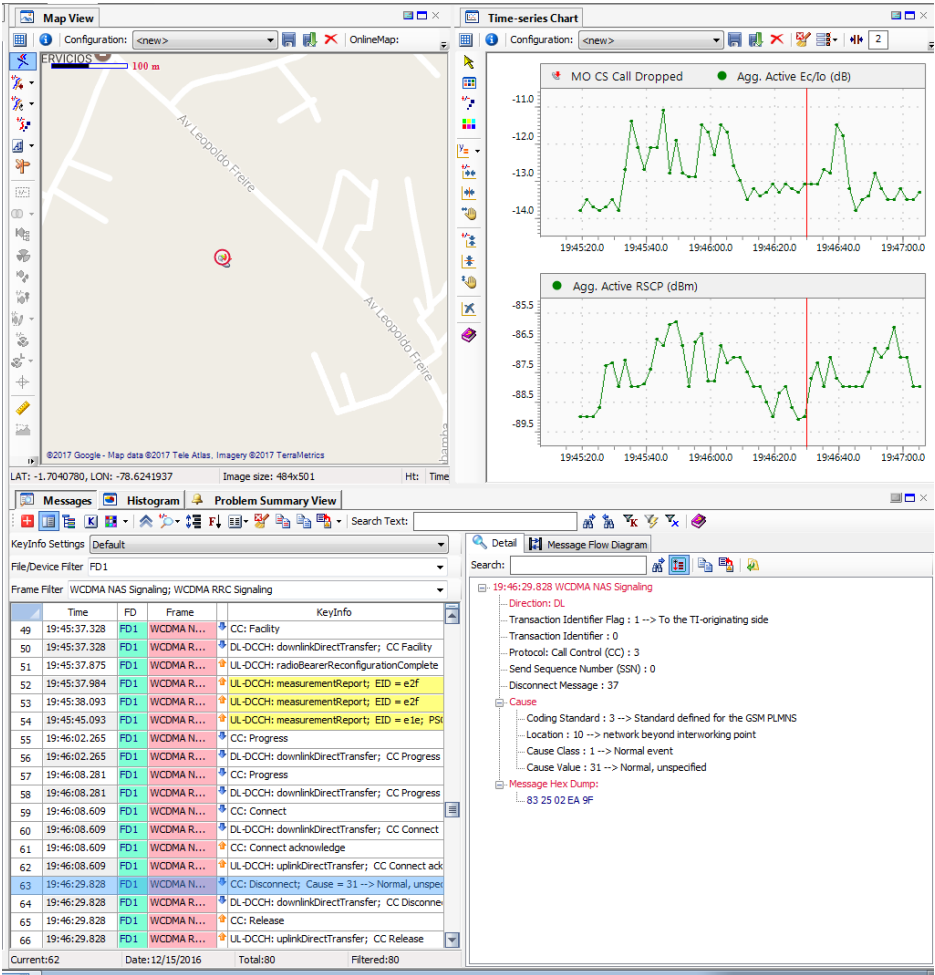 Map View
Configuration: <new>
OnlineMap:
ERVICIOS
100 m
Av Leopoldo Freire
Av Leopoldo Freire
©2017 Google - Map data ©2017 Tele Atlas, Imagery ©2017 TerraMetrics
LAT: -1.7040780, LON: -78.6241937 Image size: 484x501 Ht: Time
Time-series Chart
Configuration: <new> 2
MO CS Call Dropped Agg. Active Ec/Io (dB)
-11.0
-12.0
-13.0
-14.0
19:45:20.0 19:45:40.0 19:46:00.0 19:46:20.0 19:46:40.0 19:47:00.0
Agg. Active RSCP (dBm)
-85.5
-86.5
-87.5
-88.5
-89.5
19:45:20.0 19:45:40.0 19:46:00.0 19:46:20.0 19:46:40.0 19:47:00.0
Messages Histogram Problem Summary View
Search Text:
KeyInfo Settings Default
File/Device Filter FD1
Frame Filter WCDMA NAS Signaling; WCDMA RRC Signaling
Time FD Frame KeyInfo
49 19:45:37.328 FD1 WCDMA N... CC: Facility
50 19:45:37.328 FD1 WCDMA R... DL-DCCH: downlinkDirectTransfer; CC Facility
51 19:45:37.875 FD1 WCDMA R... UL-DCCH: radioBearerReconfigurationComplete
52 19:45:37.984 FD1 WCDMA R... UL-DCCH: measurementReport; EID = e2f
53 19:45:38.093 FD1 WCDMA R... UL-DCCH: measurementReport; EID = e2f
54 19:45:45.093 FD1 WCDMA R... UL-DCCH: measurementReport; EID = e1e; PS
55 19:46:02.265 FD1 WCDMA N... CC: Progress
56 19:46:02.265 FD1 WCDMA R... DL-DCCH: downlinkDirectTransfer; CC Progress
57 19:46:08.281 FD1 WCDMA N... CC: Progress
58 19:46:08.281 FD1 WCDMA R... DL-DCCH: downlinkDirectTransfer; CC Progress
59 19:46:08.609 FD1 WCDMA N... CC: Connect
60 19:46:08.609 FD1 WCDMA R... DL-DCCH: downlinkDirectTransfer; CC Connect
61 19:46:08.609 FD1 WCDMA N... CC: Connect acknowledge
62 19:46:08.609 FD1 WCDMA R... UL-DCCH: uplinkDirectTransfer; CC Connect ack
63 19:46:29.828 FD1 WCDMA N... CC: Disconnect; Cause = 31 --> Normal, unspec
64 19:46:29.828 FD1 WCDMA R... DL-DCCH: downlinkDirectTransfer; CC Disconne
65 19:46:29.828 FD1 WCDMA N... CC: Release
66 19:46:29.828 FD1 WCDMA R... UL-DCCH: uplinkDirectTransfer; CC Release
Current:62 Date:12/15/2016 Total:80 Filtered:80
Detail Message Flow Diagram
Search:
19:46:29.828 WCDMA NAS Signaling
Direction: DL
Transaction Identifier Flag : 1 --> To the TI-originating side
Transaction Identifier : 0
Protocol: Call Control (CC) : 3
Send Sequence Number (SSN) : 0
Disconnect Message : 37
Cause
Coding Standard : 3 --> Standard defined for the GSM PLMNS
Location : 10 --> network beyond interworking point
Cause Class : 1 --> Normal event
Cause Value : 31 --> Normal, unspecified
Message Hex Dump:
83 25 02 EA 9F